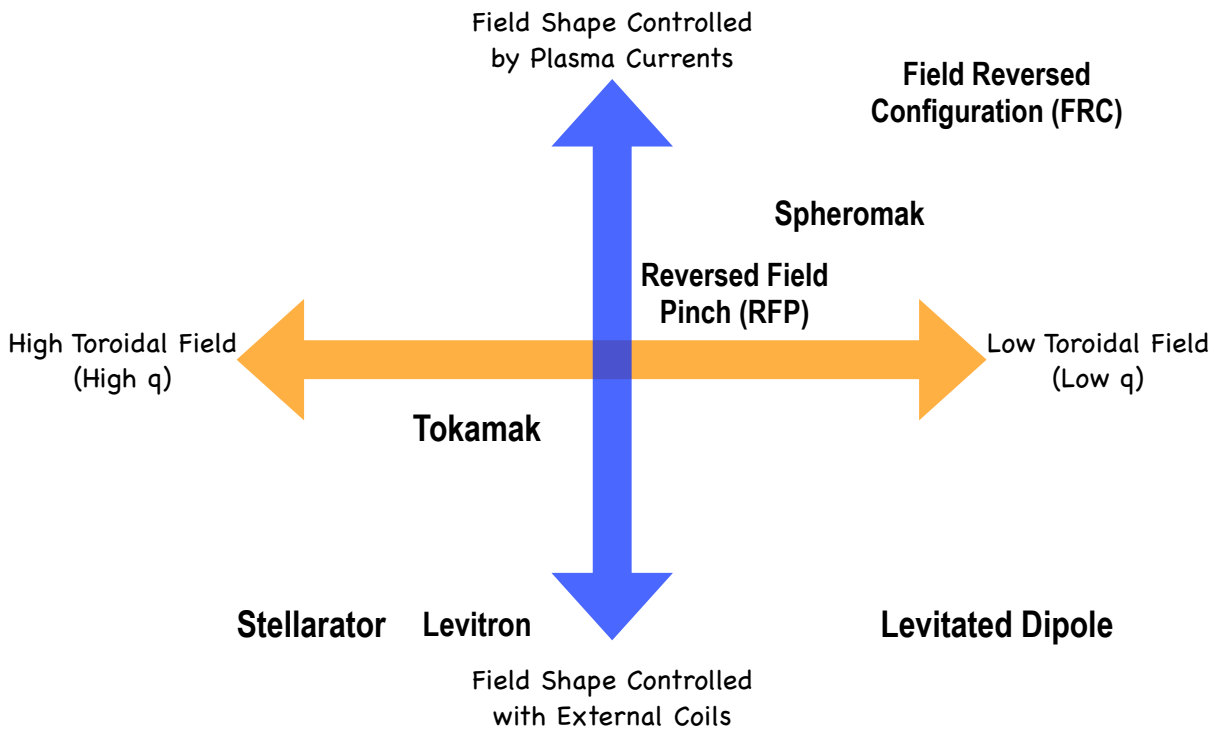 Field Shape Controlled
by Plasma Currents
Field Reversed
Configuration (FRC)
Spheromak
Reversed Field
Pinch (RFP)
High Toroidal Field
(High q)
Low Toroidal Field
(Low q)
Tokamak
Stellarator
Levitron
Levitated Dipole
Field Shape Controlled
with External Coils